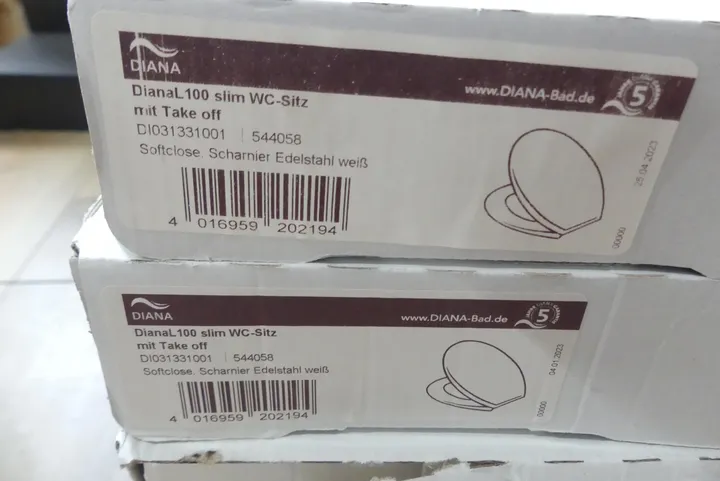 DIANA
www.DIANA-Bad.de
5
DianaL100 slim WC-Sitz
mit Take off
DI031331001 | 544058
Softclose. Scharnier Edelstahl weiß
4 016959 202194
25.04.2023
00000
DIANA
www.DIANA-Bad.de
5
DianaL100 slim WC-Sitz
mit Take off
DI031331001 | 544058
Softclose. Scharnier Edelstahl weiß
4 016959 202194
04.01.2023
00000